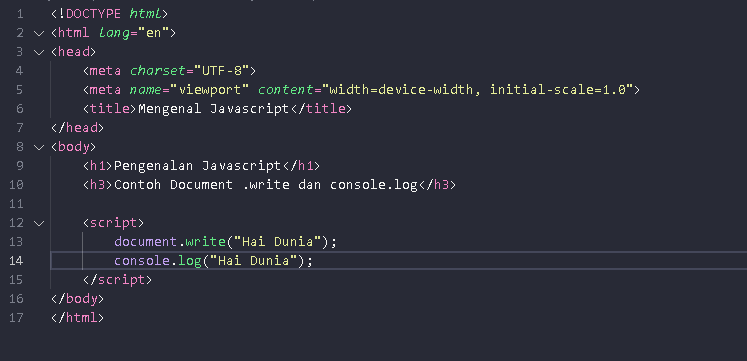 1 <!DOCTYPE html>
2 <html lang="en">
3 <head>
4     <meta charset="UTF-8">
5     <meta name="viewport" content="width=device-width, initial-scale=1.0">
6     <title>Mengenal Javascript</title>
7 </head>
8 <body>
9     <h1>Pengenalan Javascript</h1>
10     <h3>Contoh Document .write dan console.log</h3>
11
12     <script>
13         document.write("Hai Dunia");
14         console.log("Hai Dunia");
15     </script>
16 </body>
17 </html>